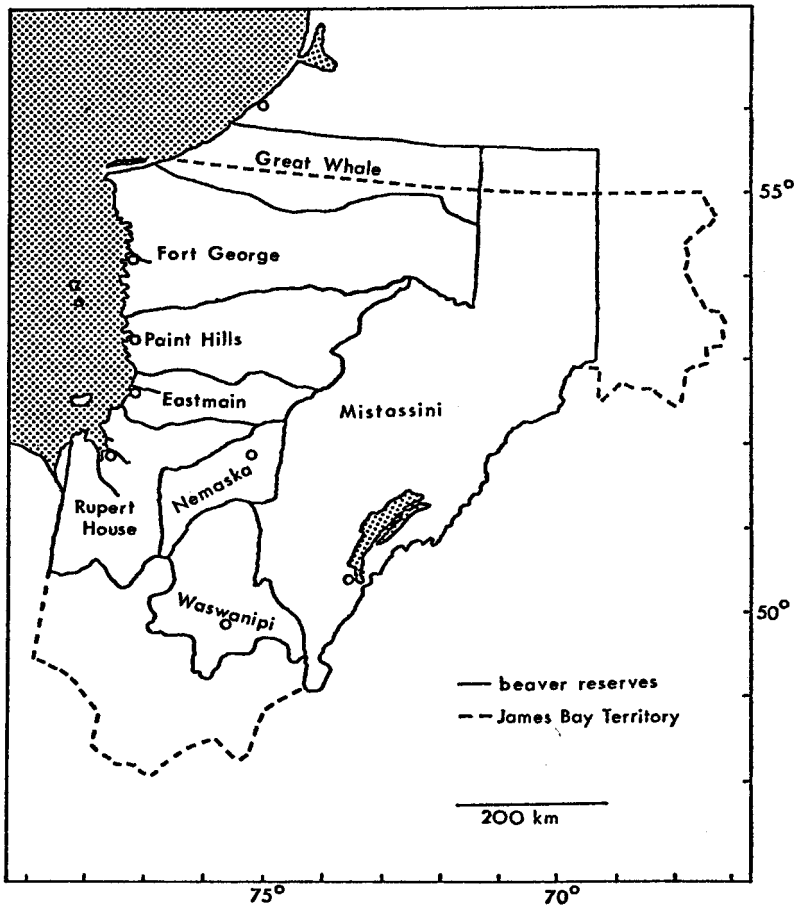 Great Whale
55°
Fort George
Paint Hills
Eastmain
Mistassini
Nemaska
Rupert
House
Waswanipi
50°
beaver reserves
James Bay Territory
200 km
75°
70°